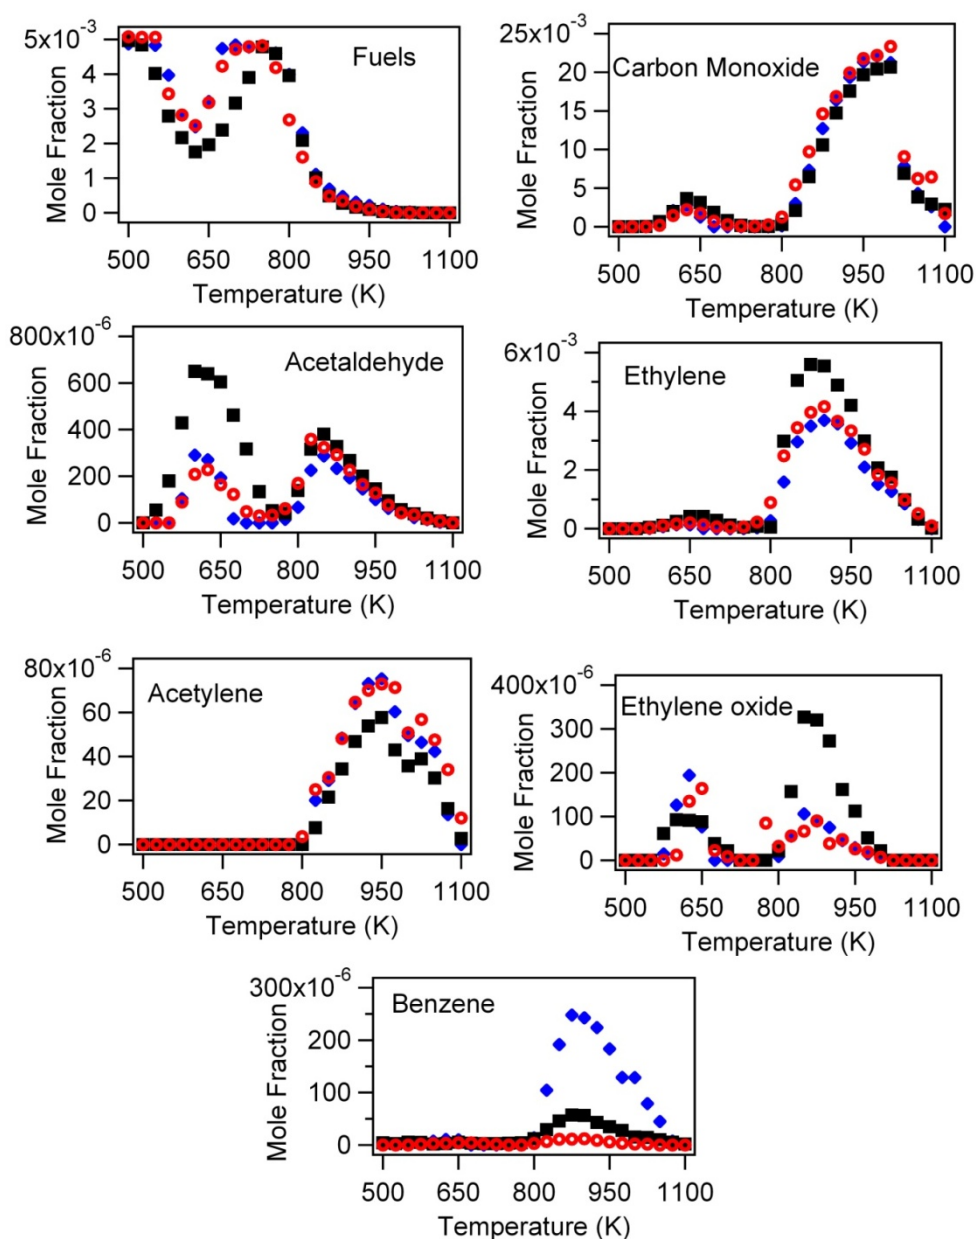 5x10-3
4
3
2
1
0
Mole Fraction
Fuels
500 650 800 950 1100
Temperature (K)
25x10-3
20
15
10
5
0
Mole Fraction
Carbon Monoxide
500 650 800 950 1100
Temperature (K)
800x10-6
600
400
200
0
Mole Fraction
Acetaldehyde
500 650 800 950 1100
Temperature (K)
6x10-3
4
2
0
Mole Fraction
Ethylene
500 650 800 950 1100
Temperature (K)
80x10-6
60
40
20
0
Mole Fraction
Acetylene
500 650 800 950 1100
Temperature (K)
400x10-6
300
200
100
0
Mole Fraction
Ethylene oxide
500 650 800 950 1100
Temperature (K)
300x10-6
200
100
0
Mole Fraction
Benzene
500 650 800 950 1100
Temperature (K)